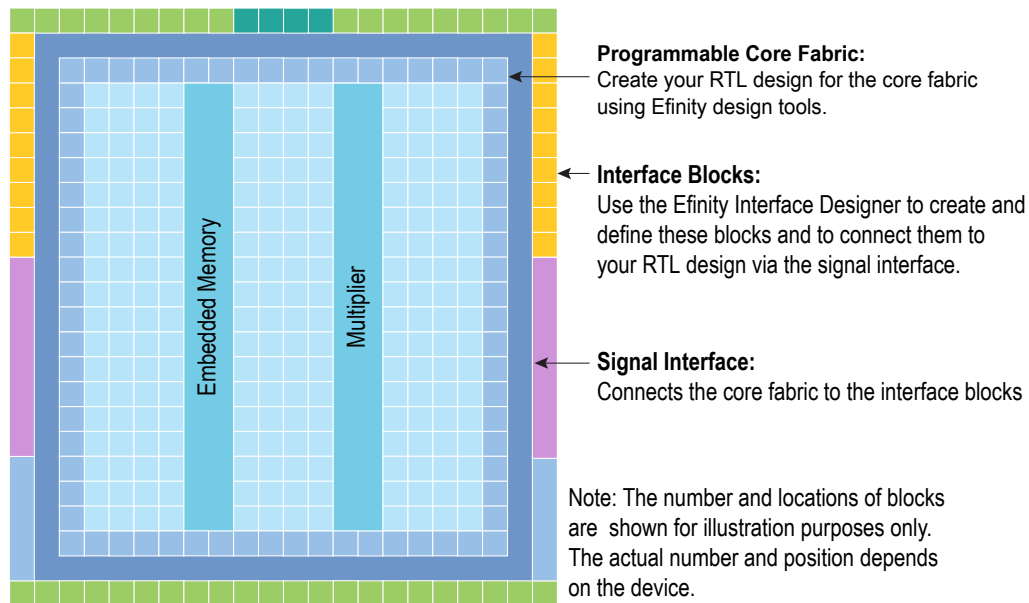 Programmable Core Fabric:
Create your RTL design for the core fabric
using Efinity design tools.
Interface Blocks:
Use the Efinity Interface Designer to create and
define these blocks and to connect them to
your RTL design via the signal interface.
Embedded Memory
Multiplier
Signal Interface:
Connects the core fabric to the interface blocks
Note: The number and locations of blocks
are shown for illustration purposes only.
The actual number and position depends
on the device.